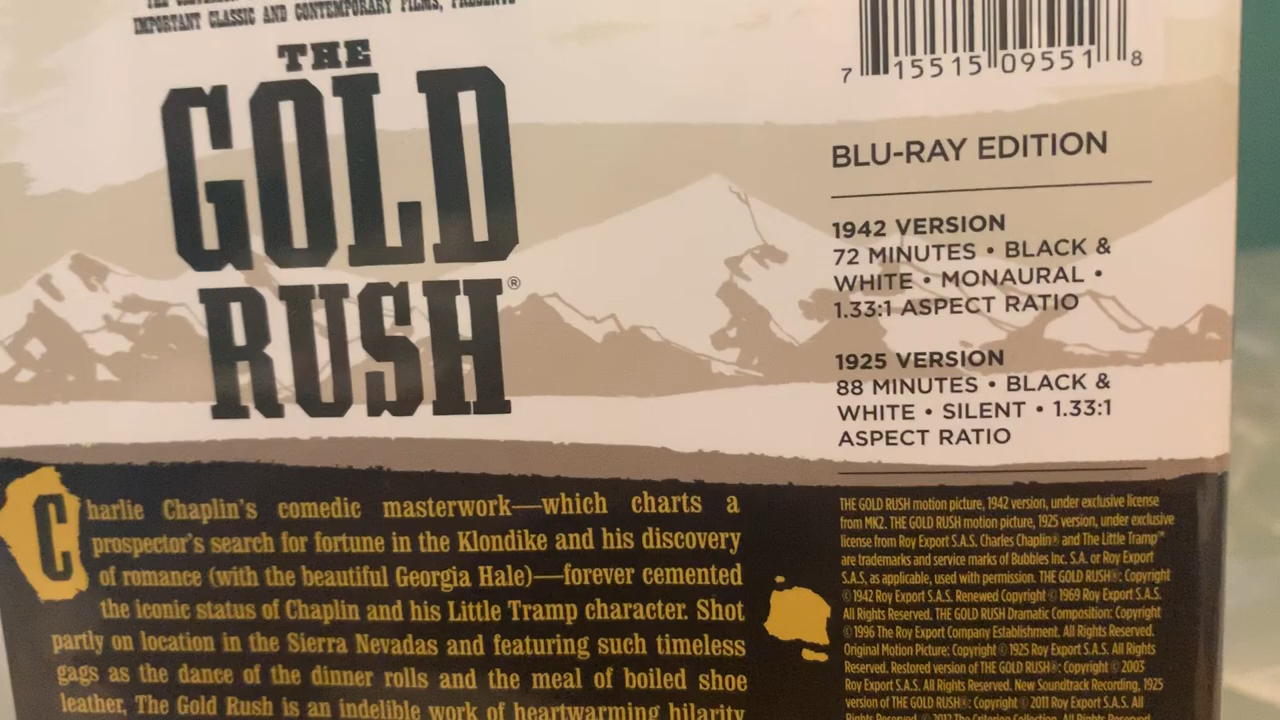 IMPORTANT CLASSIC AND CONTEMPORARY FILMS, PRESENTS
THE
GOLD
RUSH®
Charlie Chaplin's comedic masterwork—which charts a
prospector's search for fortune in the Klondike and his discovery
of romance (with the beautiful Georgia Hale)—forever cemented
the iconic status of Chaplin and his Little Tramp character. Shot
partly on location in the Sierra Nevadas and featuring such timeless
gags as the dance of the dinner rolls and the meal of boiled shoe
leather, The Gold Rush is an indelible work of heartwarming hilarity
7 15515 09551 8
BLU-RAY EDITION
1942 VERSION
72 MINUTES • BLACK &
WHITE • MONAURAL •
1.33:1 ASPECT RATIO
1925 VERSION
88 MINUTES • BLACK &
WHITE • SILENT • 1.33:1
ASPECT RATIO
THE GOLD RUSH motion picture, 1942 version, under exclusive license
from MK2. THE GOLD RUSH motion picture, 1925 version, under exclusive
license from Roy Export S.A.S. Charles Chaplin® and The Little Tramp™
are trademarks and service marks of Bubbles Inc. S.A. or Roy Export
S.A.S, as applicable, used with permission. THE GOLD RUSH®: Copyright
© 1942 Roy Export S.A.S. Renewed Copyright © 1969 Roy Export S.A.S.
All Rights Reserved. THE GOLD RUSH Dramatic Composition: Copyright
© 1996 The Roy Export Company Establishment. All Rights Reserved.
Original Motion Picture: Copyright © 1925 Roy Export S.A.S. All Rights
Reserved. Restored version of THE GOLD RUSH®: Copyright © 2003
Roy Export S.A.S. All Rights Reserved. New Soundtrack Recording, 1925
version of THE GOLD RUSH®: Copyright © 2011 Roy Export S.A.S. All
Rights Reserved. © 2012 The Criterion Collection. All Rights Reserved.